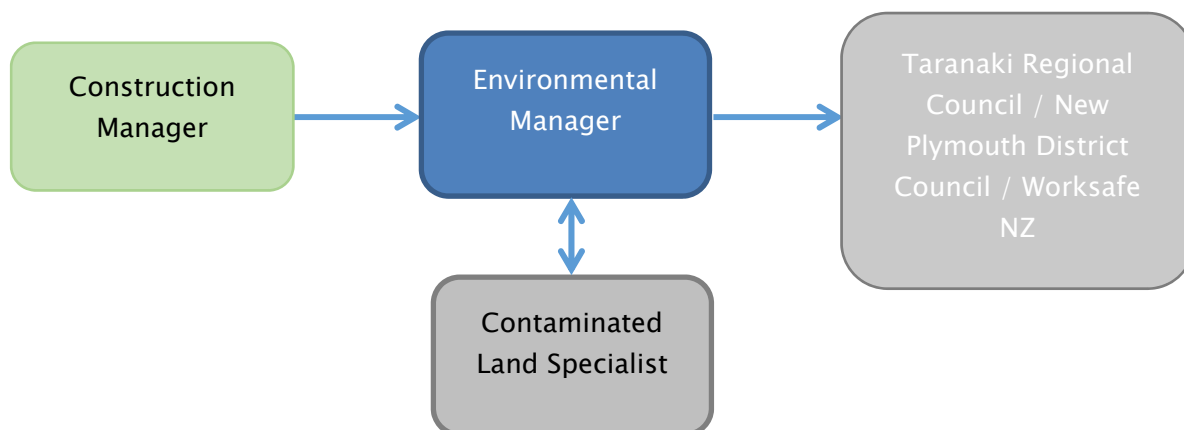 Construction
Manager
Environmental
Manager
Taranaki Regional
Council / New
Plymouth District
Council / Worksafe
NZ
Contaminated
Land Specialist